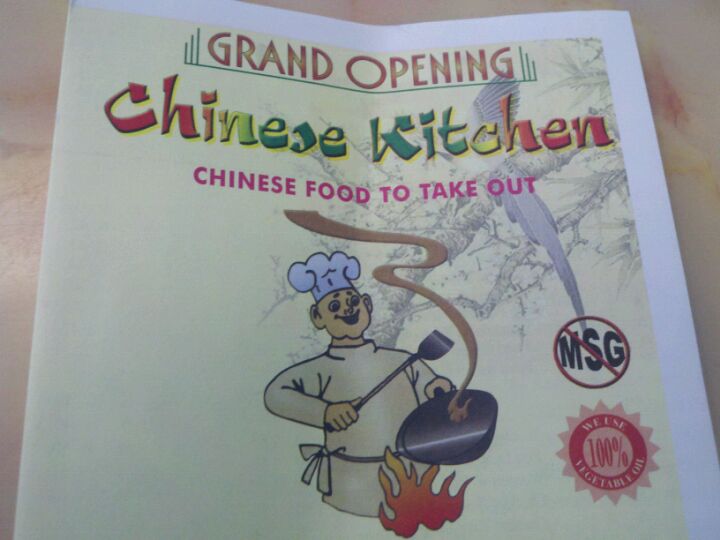 GRAND OPENING
Chinese Kitchen
CHINESE FOOD TO TAKE OUT
MSG
WE USE
100%
VEGETABLE OIL